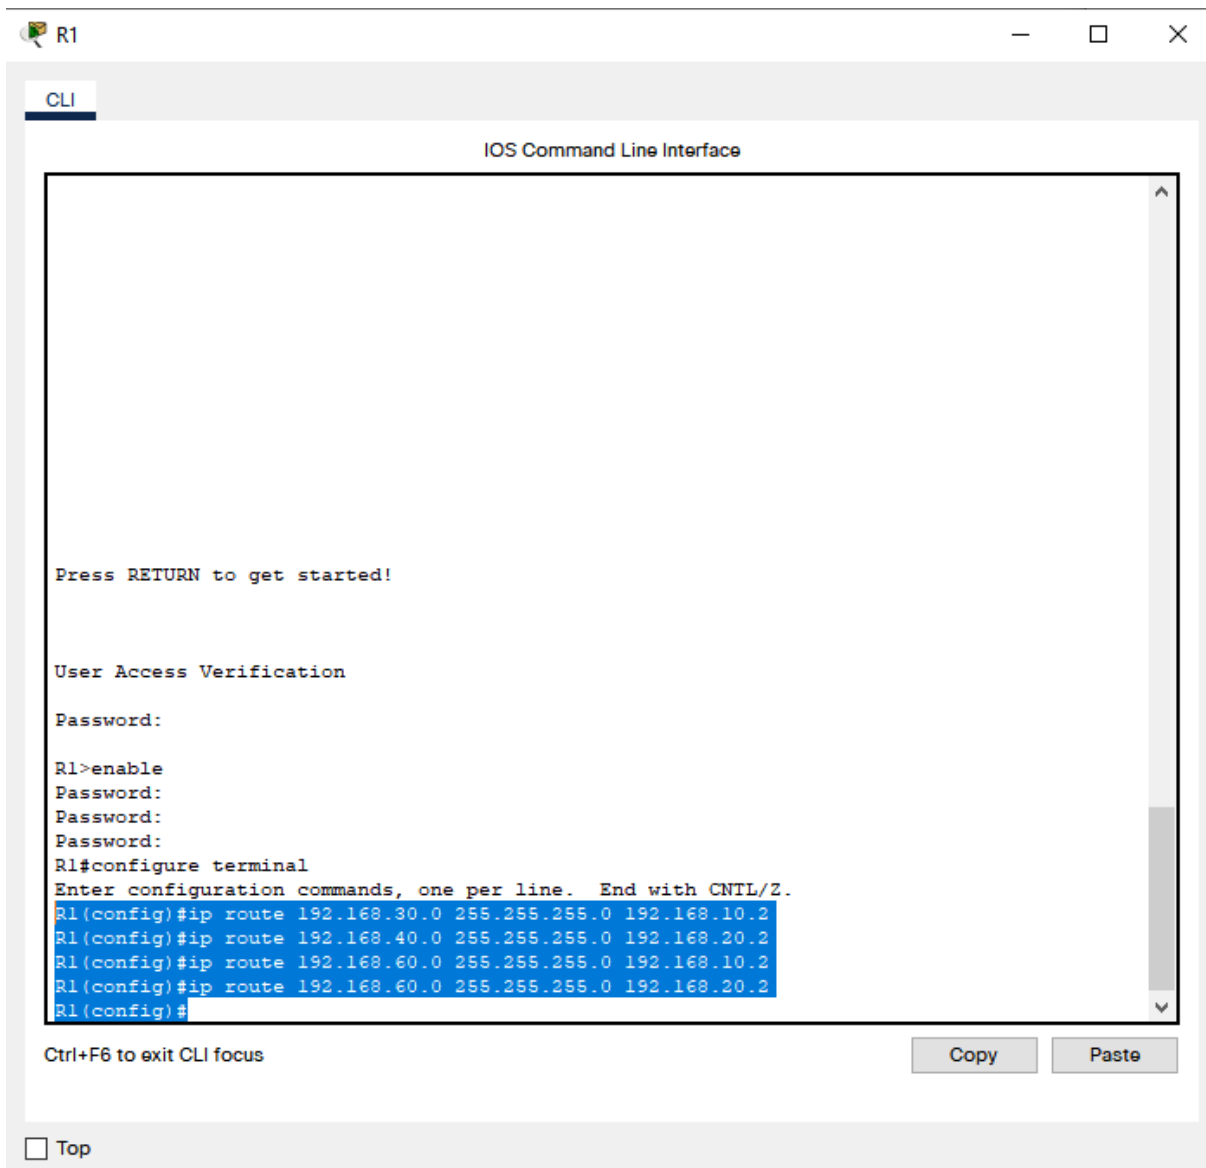 R1
CLI
IOS Command Line Interface
Press RETURN to get started!
User Access Verification
Password:
R1>enable
Password:
Password:
Password:
R1#configure terminal
Enter configuration commands, one per line.  End with CNTL/Z.
R1(config)#ip route 192.168.30.0 255.255.255.0 192.168.10.2
R1(config)#ip route 192.168.40.0 255.255.255.0 192.168.20.2
R1(config)#ip route 192.168.60.0 255.255.255.0 192.168.10.2
R1(config)#ip route 192.168.60.0 255.255.255.0 192.168.20.2
R1(config)#
Ctrl+F6 to exit CLI focus
Copy
Paste
Top